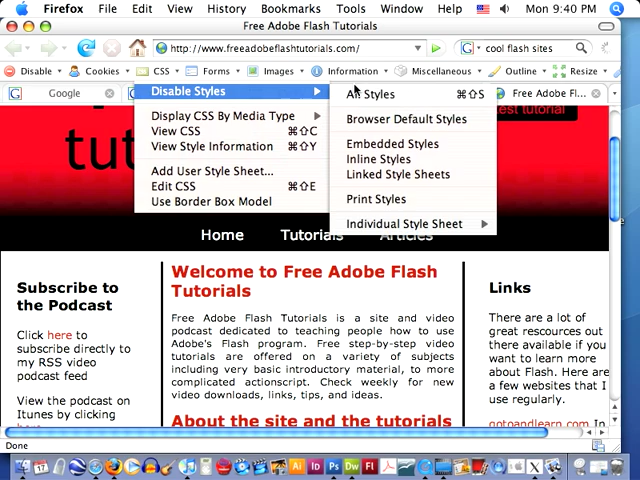 Firefox File Edit View History Bookmarks Tools Window Help Mon 9:40 PM
Free Adobe Flash Tutorials
http://www.freeadobeflashtutorials.com/ G cool flash sites
Disable Cookies CSS Forms Images Information Miscellaneous Outline Resize
Google Free Adobe Fl...
Disable Styles
Display CSS By Media Type
View CSS ⌘⇧C
View Style Information ⌘⇧Y
Add User Style Sheet...
Edit CSS ⌘⇧E
Use Border Box Model
All Styles ⌘⇧S
Browser Default Styles
Embedded Styles
Inline Styles
Linked Style Sheets
Print Styles
Individual Style Sheet
test tutorial
tut
Home Tutorials Articles
Subscribe to
the Podcast
Click here to
subscribe directly to
my RSS video
podcast feed
View the podcast on
Itunes by clicking
Welcome to Free Adobe Flash
Tutorials
Free Adobe Flash Tutorials is a site and video
podcast dedicated to teaching people how to use
Adobe's Flash program. Free step-by-step video
tutorials are offered on a variety of subjects
including very basic introductory material, to more
complicated actionscript. Check weekly for new
video downloads, links, tips, and ideas.
About the site and the tutorials
Links
There are a lot of
great rescources out
there available if you
want to learn more
about Flash. Here are
a few websites that I
use regularly.
gotoandlearn.com In
Done
17 Ai Id Ps Dw Fl X